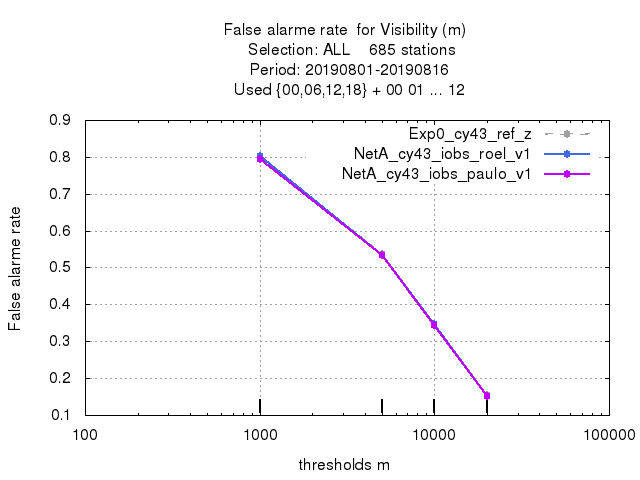 False alarme rate  for Visibility (m)
Selection: ALL    685 stations
Period: 20190801-20190816
Used {00,06,12,18} + 00 01 ... 12
0.9
0.8
0.7
0.6
0.5
0.4
0.3
0.2
0.1
False alarme rate
Exp0_cy43_ref_z
NetA_cy43_iobs_roel_v1
NetA_cy43_iobs_paulo_v1
100 1000 10000 100000
thresholds m